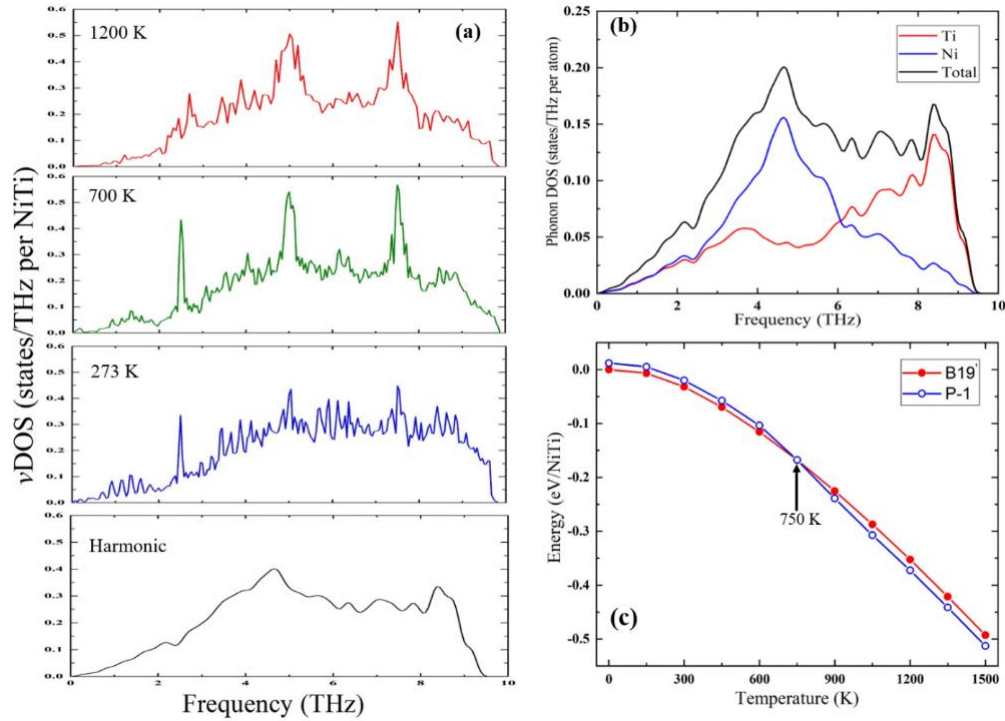 νDOS (states/THz per NiTi)
1200 K
(a)
0.6
0.5
0.4
0.3
0.2
0.1
0.0
700 K
0.6
0.5
0.4
0.3
0.2
0.1
0.0
273 K
0.6
0.5
0.4
0.3
0.2
0.1
0.0
Harmonic
0.6
0.5
0.4
0.3
0.2
0.1
0.0
0 2 4 6 8 10
Frequency (THz)
(b)
Ti
Ni
Total
Phonon DOS (states/THz per atom)
0.25
0.20
0.15
0.10
0.05
0.00
0 2 4 6 8 10
Frequency (THz)
B19'
P-1
Energy (eV/NiTi)
0.0
-0.1
-0.2
-0.3
-0.4
-0.5
750 K
(c)
0 300 600 900 1200 1500
Temperature (K)